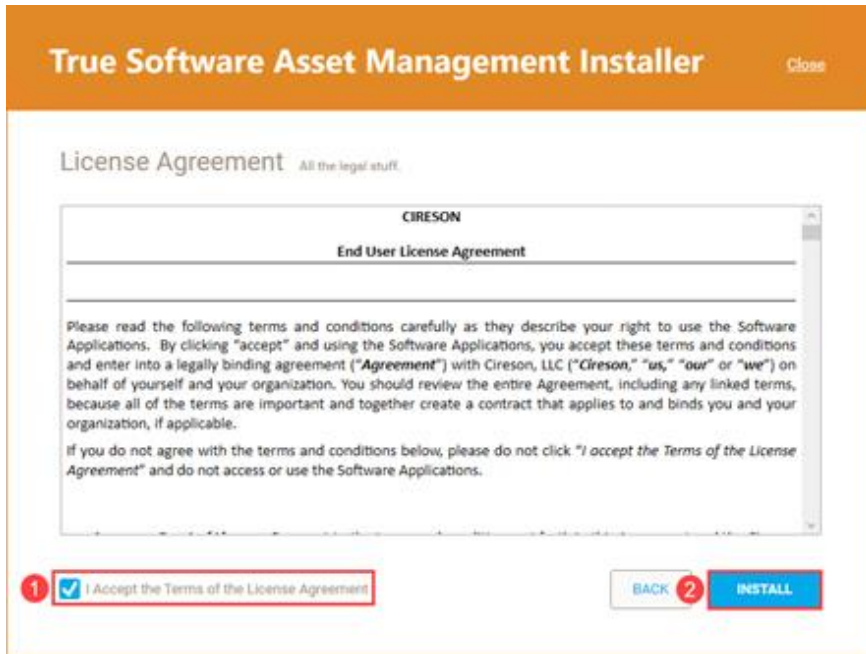 True Software Asset Management Installer
Close
License Agreement All the legal stuff.
CIRESON
End User License Agreement
Please read the following terms and conditions carefully as they describe your right to use the Software
Applications. By clicking "accept" and using the Software Applications, you accept these terms and conditions
and enter into a legally binding agreement ("Agreement") with Cireson, LLC ("Cireson," "us," "our" or "we") on
behalf of yourself and your organization. You should review the entire Agreement, including any linked terms,
because all of the terms are important and together create a contract that applies to and binds you and your
organization, if applicable.
If you do not agree with the terms and conditions below, please do not click "I accept the Terms of the License
Agreement" and do not access or use the Software Applications.
1 I Accept the Terms of the License Agreement
BACK 2 INSTALL